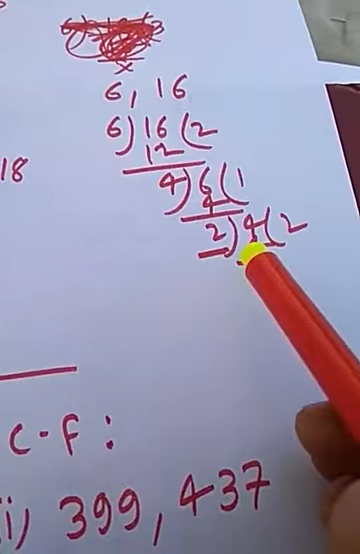 6, 16
6) 16 (2
12
18
4) 6 (1
4
2) 4 (2
C.F:
i) 399, 437